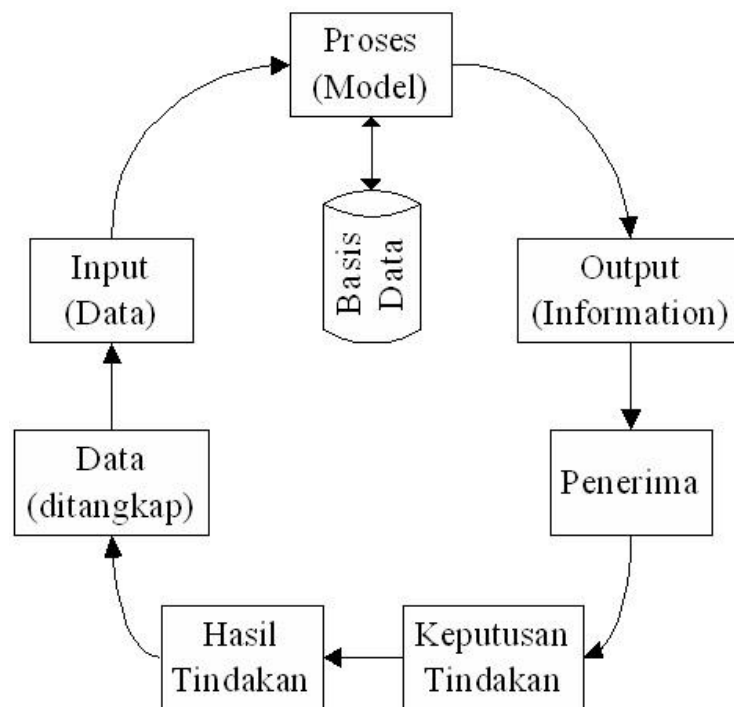 Proses
(Model)
Basis
Data
Input
(Data)
Output
(Information)
Data
(ditangkap)
Penerima
Hasil
Tindakan
Keputusan
Tindakan